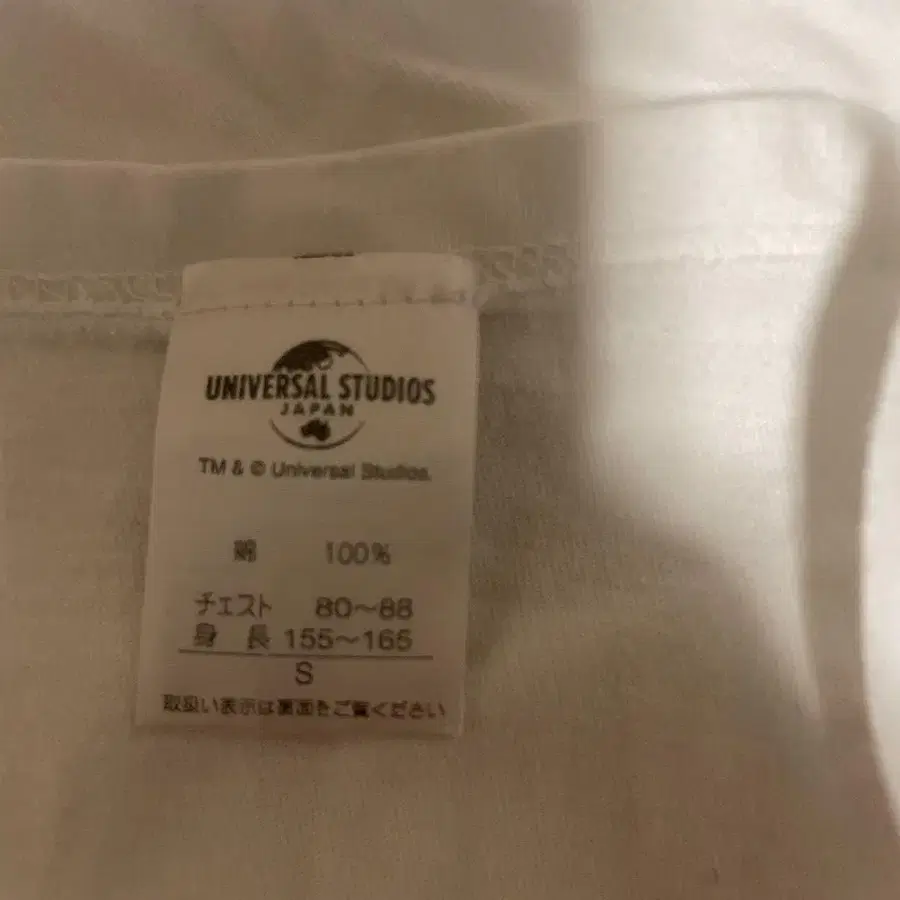 UNIVERSAL STUDIOS
JAPAN
TM & © Universal Studios.
綿 100%
チェスト 80～88
身長 155～165
S
取扱い表示は裏面をご覧ください